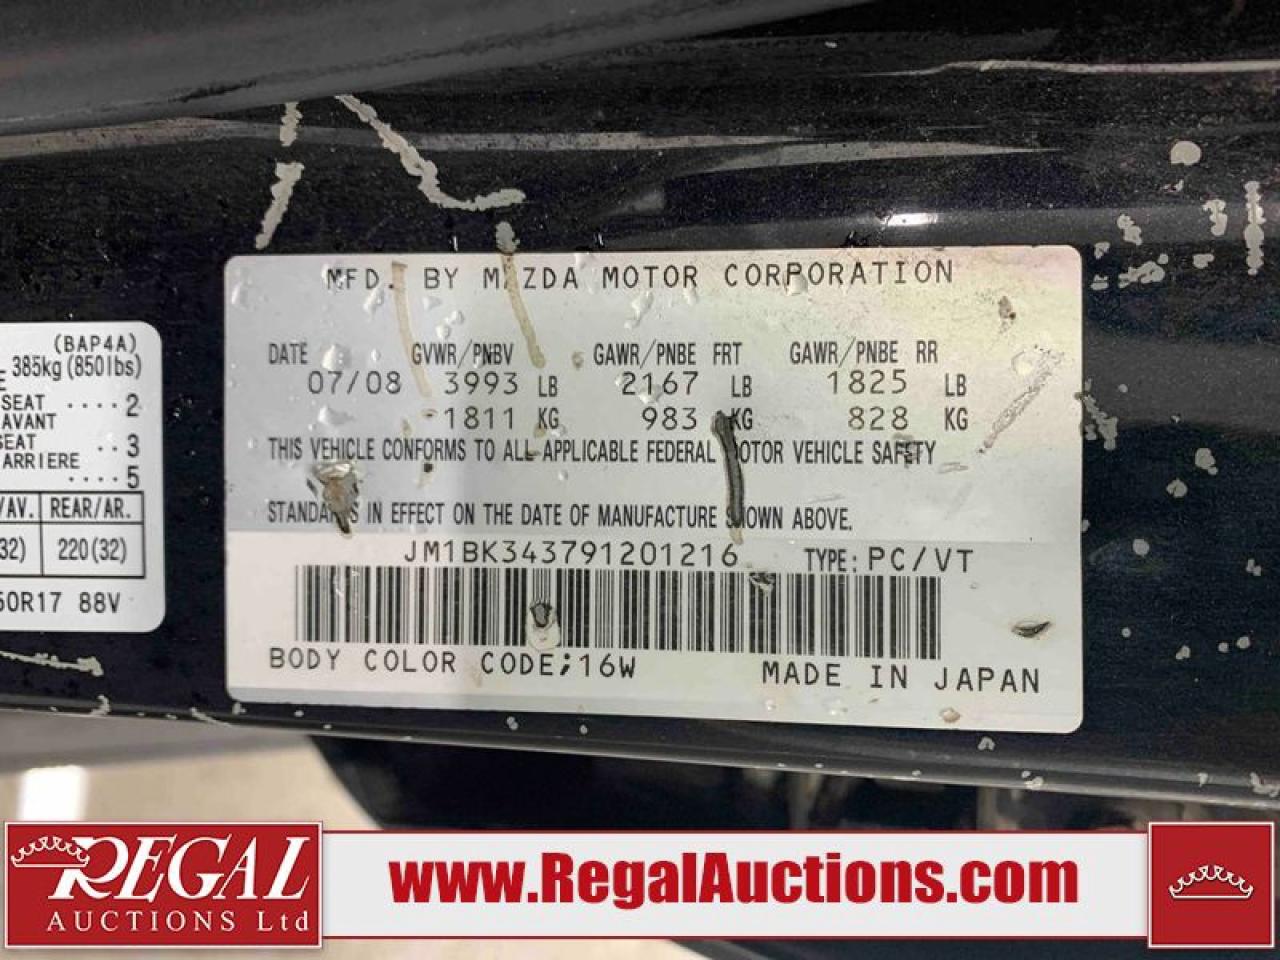 MFD. BY MAZDA MOTOR CORPORATION
DATE GVWR/PNBV GAWR/PNBE FRT GAWR/PNBE RR
07/08 3993 LB 2167 LB 1825 LB
1811 KG 983 KG 828 KG
THIS VEHICLE CONFORMS TO ALL APPLICABLE FEDERAL MOTOR VEHICLE SAFETY
STANDARDS IN EFFECT ON THE DATE OF MANUFACTURE SHOWN ABOVE.
JM1BK343791201216 TYPE: PC/VT
BODY COLOR CODE;16W MADE IN JAPAN
(BAP4A)
385kg (850lbs)
SEAT ···· 2
AVANT
SEAT ·· 3
ARRIERE
···· 5
/AV. REAR/AR.
32) 220(32)
50R17 88V
REGAL
AUCTIONS Ltd
www.RegalAuctions.com